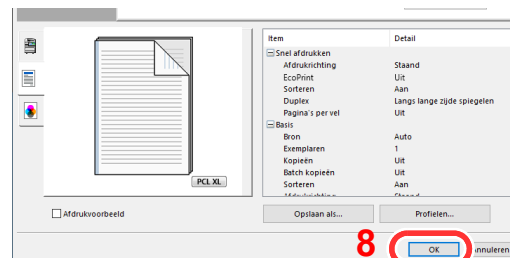 Item Detail
Snel afdrukken
Afdrukrichting Staand
EcoPrint Uit
Sorteren Aan
Duplex Langs lange zijde spiegelen
Pagina's per vel Uit
Basis
Bron Auto
Exemplaren 1
Kopieën Uit
Batch kopieën Uit
Sorteren Aan
PCL XL
Afdrukvoorbeeld
Opslaan als... Profielen...
8 OK nnuleren